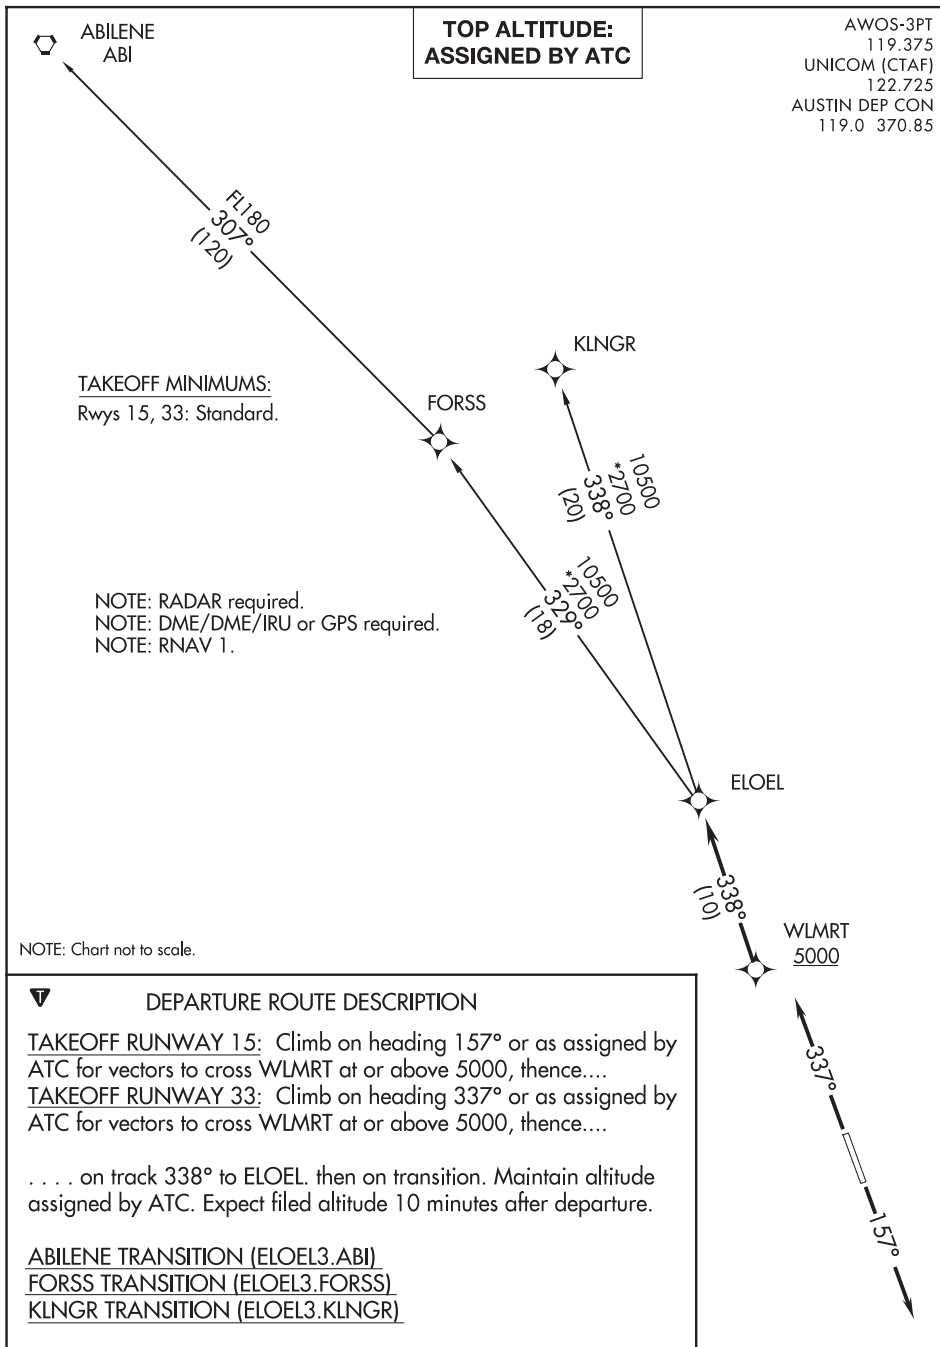 ABILENE
ABI
TOP ALTITUDE:
ASSIGNED BY ATC
AWOS-3PT
119.375
UNICOM (CTAF)
122.725
AUSTIN DEP CON
119.0 370.85
FL180
307°
(120)
KLNGR
TAKEOFF MINIMUMS:
Rwys 15, 33: Standard.
FORSS
10500
*2700
338°
(20)
10500
*2700
329°
(18)
NOTE: RADAR required.
NOTE: DME/DME/IRU or GPS required.
NOTE: RNAV 1.
ELOEL
338°
(10)
WLMRT
5000
NOTE: Chart not to scale.
337°
157°
T
DEPARTURE ROUTE DESCRIPTION
TAKEOFF RUNWAY 15: Climb on heading 157° or as assigned by
ATC for vectors to cross WLMRT at or above 5000, thence....
TAKEOFF RUNWAY 33: Climb on heading 337° or as assigned by
ATC for vectors to cross WLMRT at or above 5000, thence....
. . . . on track 338° to ELOEL. then on transition. Maintain altitude
assigned by ATC. Expect filed altitude 10 minutes after departure.
ABILENE TRANSITION (ELOEL3.ABI)
FORSS TRANSITION (ELOEL3.FORSS)
KLNGR TRANSITION (ELOEL3.KLNGR)